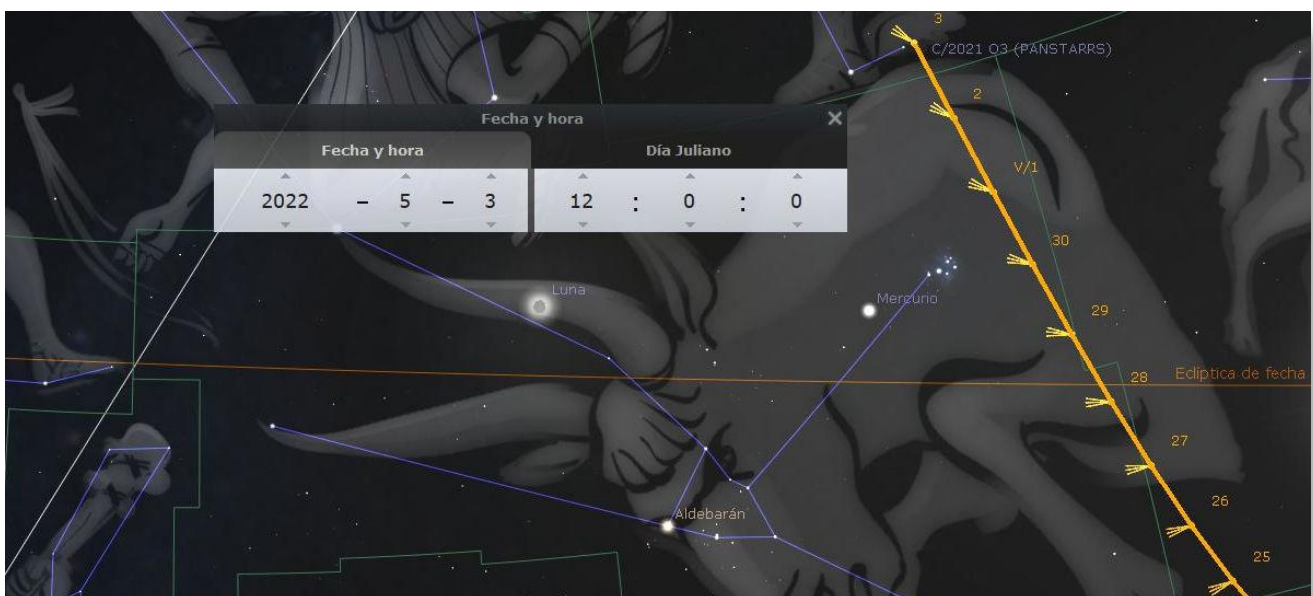 3
C/2021 O3 (PANSTARRS)
2
Fecha y hora
Fecha y hora
Día Juliano
V/1
2022 - 5 - 3 12 : 0 : 0
30
Luna
Mercurio
29
Eclíptica de fecha
28
27
Aldebarán
26
25